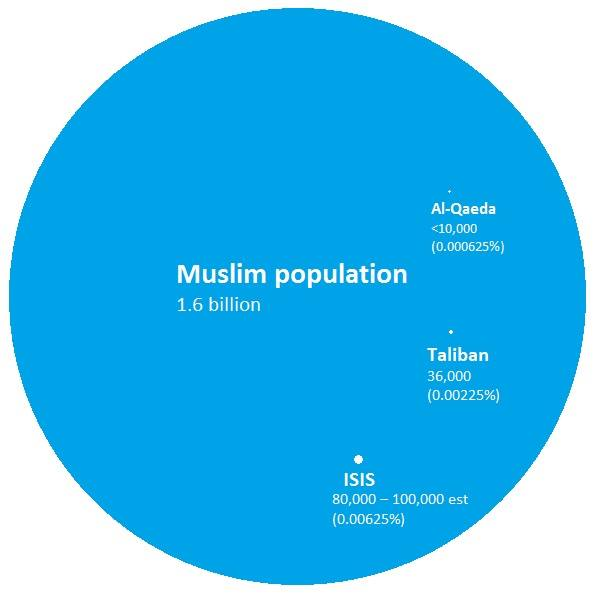 Al-Qaeda
<10,000
(0.000625%)
Muslim population
1.6 billion
Taliban
36,000
(0.00225%)
ISIS
80,000 – 100,000 est
(0.00625%)